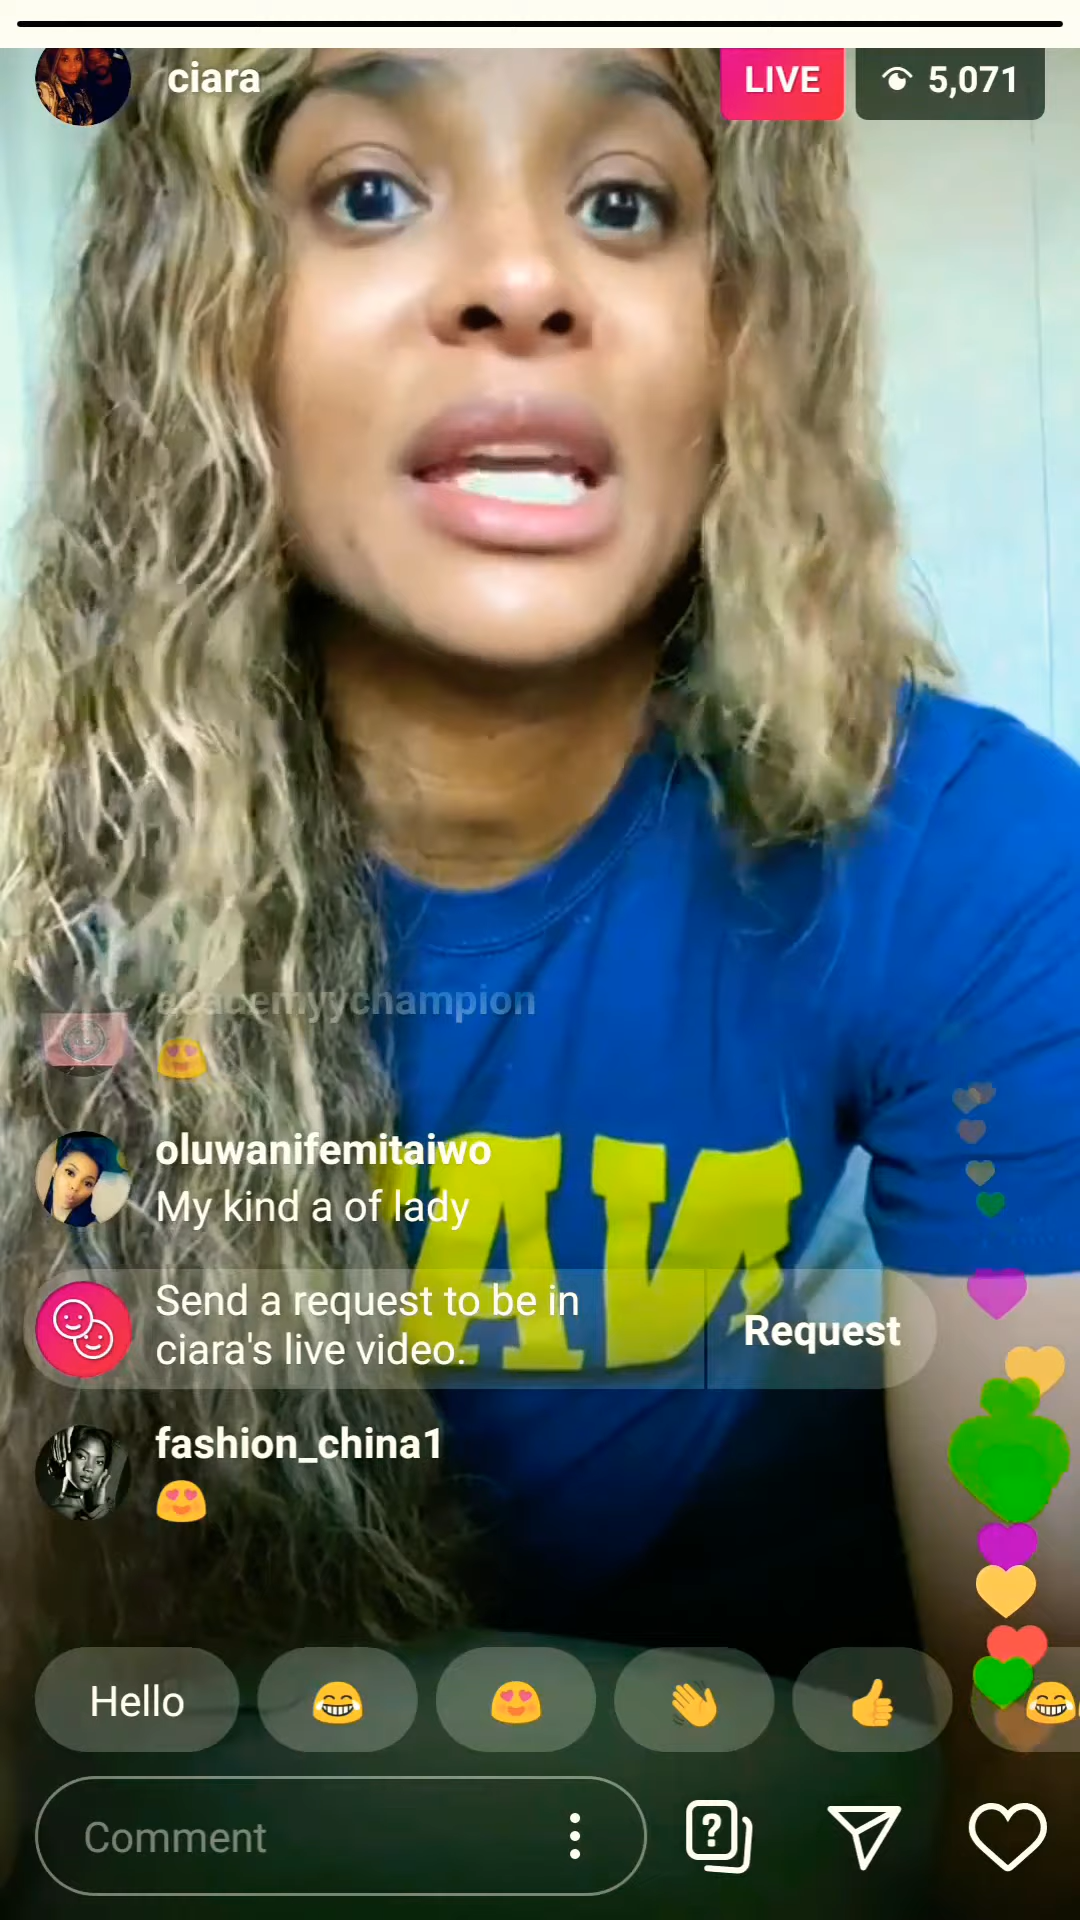 ciara
LIVE
5,071
academyychampion
😍
oluwanifemitaiwo
My kind a of lady
Send a request to be in
ciara's live video.
Request
fashion_china1
😍
Hello
😂
😍
👋
👍
😂
Comment